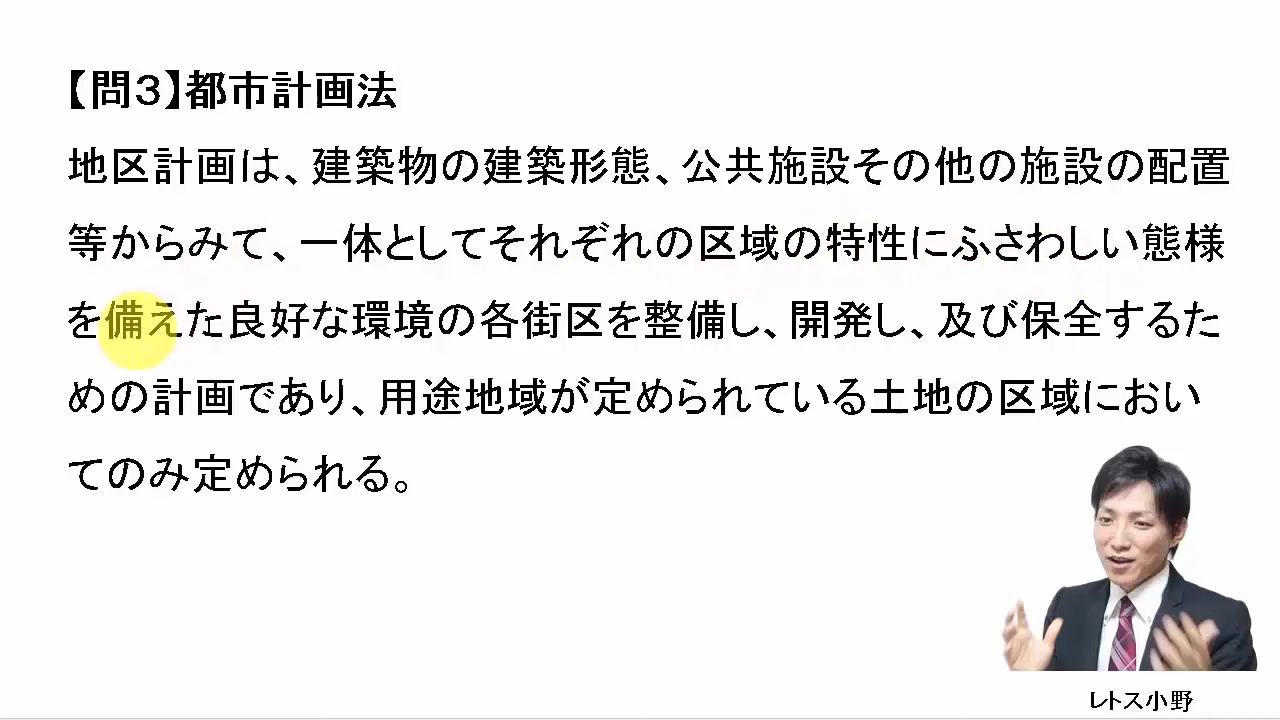 【問３】都市計画法
地区計画は、建築物の建築形態、公共施設その他の施設の配置
等からみて、一体としてそれぞれの区域の特性にふさわしい態様
を備えた良好な環境の各街区を整備し、開発し、及び保全するた
めの計画であり、用途地域が定められている土地の区域におい
てのみ定められる。
レトス小野